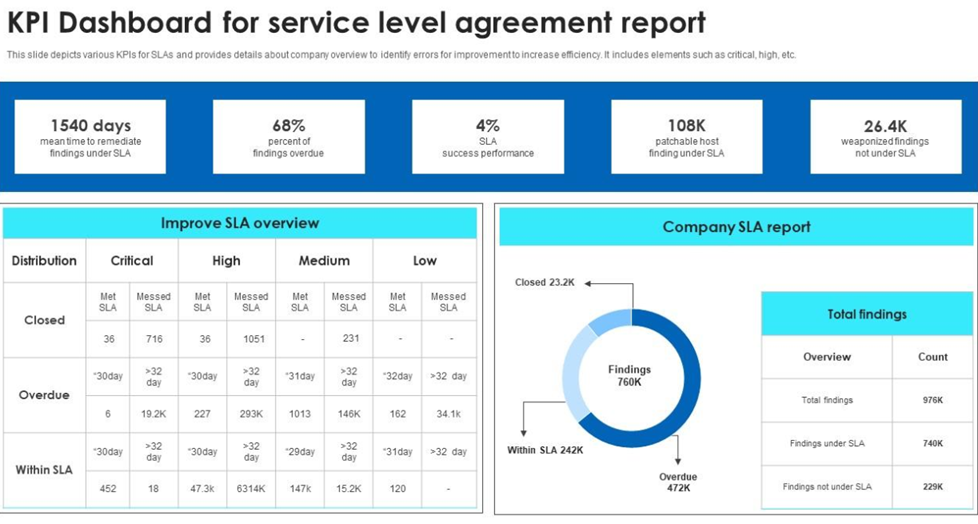 KPI Dashboard for service level agreement report
This slide depicts various KPIs for SLAs and provides details about company overview to identify errors for improvement to increase efficiency. It includes elements such as critical, high, etc.
1540 days
mean time to remediate
findings under SLA
68%
percent of
findings overdue
4%
SLA
success performance
108K
patchable host
finding under SLA
26.4K
weaponized findings
not under SLA
Improve SLA overview
Distribution Critical High Medium Low
Closed
Met SLA Messed SLA Met SLA Messed SLA Met SLA Messed SLA Met SLA Messed SLA
36 716 36 1051 - 231 - -
Overdue
"30day >32 day "30day >32 day "31day >32 day "32day >32 day
6 19.2K 227 293K 1013 146K 162 34.1k
Within SLA
"30day >32 day "30day >32 day "29day >32 day "31day >32 day
452 18 47.3k 6314K 147k 15.2K 120 -
Company SLA report
Closed 23.2K
Findings
760K
Within SLA 242K
Overdue
472K
Total findings
Overview Count
Total findings 976K
Findings under SLA 740K
Findings not under SLA 229K